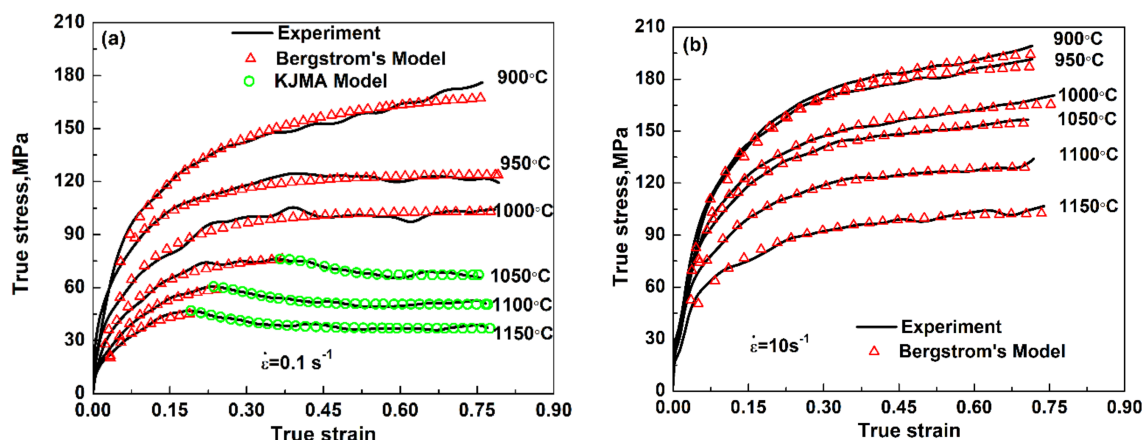 (a)
Experiment
Bergstrom's Model
KJMA Model
210
180
150
120
90
60
30
0
True stress,MPa
900°C
950°C
1000°C
1050°C
1100°C
1150°C
ε̇=0.1 s⁻¹
0.00 0.15 0.30 0.45 0.60 0.75 0.90
True strain
(b)
210
180
150
120
90
60
30
0
True stress,MPa
900°C
950°C
1000°C
1050°C
1100°C
1150°C
Experiment
Bergstrom's Model
ε̇=10s⁻¹
0.00 0.15 0.30 0.45 0.60 0.75 0.90
True strain